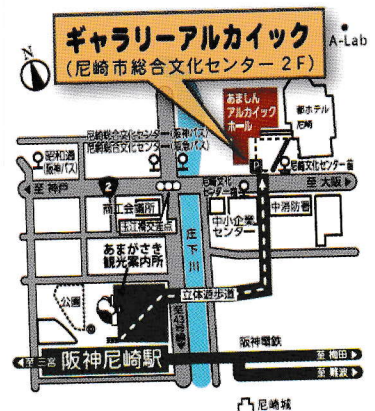 ギャラリーアルカイック
(尼崎市総合文化センター2F)
A-Lab
N
あましん
アルカイック
ホール
都ホテル
尼崎
尼崎総合文化センター(阪神バス)
尼崎総合文化センター(阪急バス)
昭和通
(阪神バス)
P
尼崎文化センター前
至 神戸
2
至 大阪
商工会議所
玉江橋交差点
中小企業
センター
中消防署
庄下川
あまがさき
観光案内所
公園
立体遊歩道
阪神尼崎駅
阪神電鉄
至 三宮
至 梅田
至 難波
尼崎城